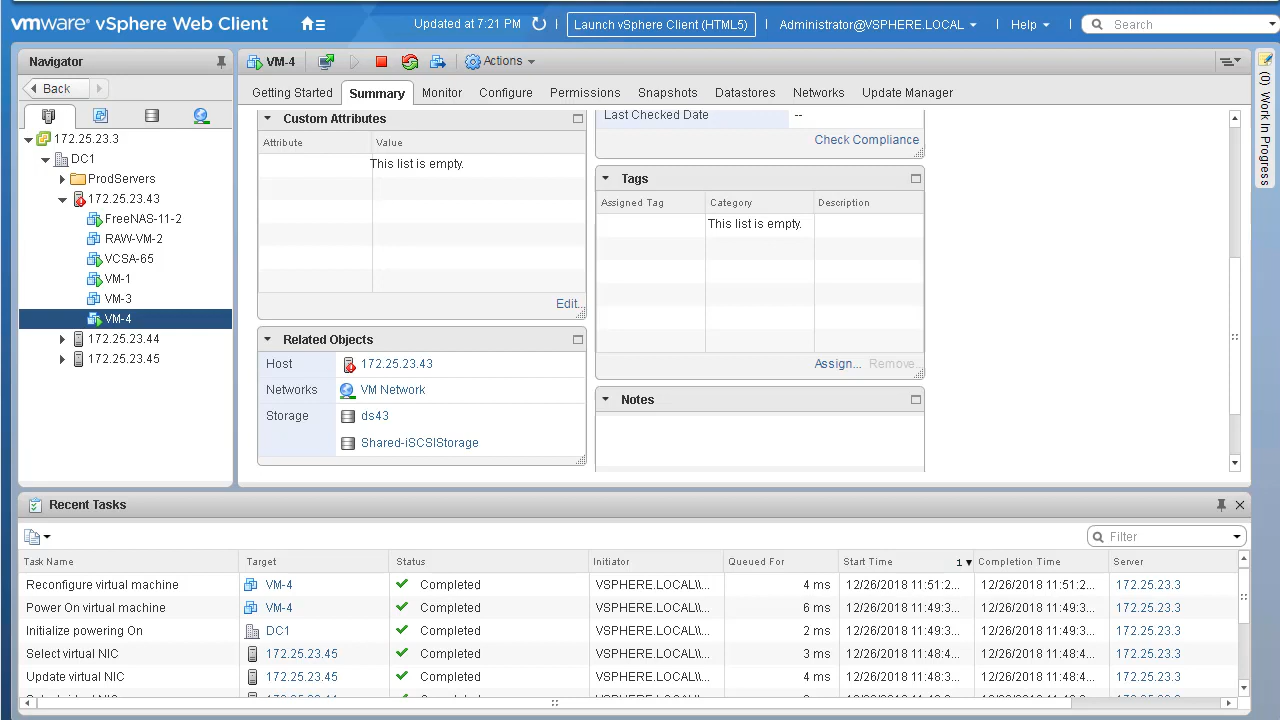 vmware® vSphere Web Client
Updated at 7:21 PM
Launch vSphere Client (HTML5)
Administrator@VSPHERE.LOCAL
Help
Search
Navigator
Back
172.25.23.3
DC1
ProdServers
172.25.23.43
FreeNAS-11-2
RAW-VM-2
VCSA-65
VM-1
VM-3
VM-4
172.25.23.44
172.25.23.45
VM-4
Actions
Getting Started Summary Monitor Configure Permissions Snapshots Datastores Networks Update Manager
Custom Attributes
Attribute Value
This list is empty.
Edit...
Related Objects
Host 172.25.23.43
Networks VM Network
Storage ds43
Shared-iSCSIStorage
Last Checked Date --
Check Compliance
Tags
Assigned Tag Category Description
This list is empty.
Assign... Remove
Notes
(0) Work In Progress
Recent Tasks
Filter
Task Name Target Status Initiator Queued For Start Time 1 Completion Time Server
Reconfigure virtual machine VM-4 Completed VSPHERE.LOCAL\\... 4 ms 12/26/2018 11:51:2... 12/26/2018 11:51:2... 172.25.23.3
Power On virtual machine VM-4 Completed VSPHERE.LOCAL\\... 6 ms 12/26/2018 11:49:3... 12/26/2018 11:49:3... 172.25.23.3
Initialize powering On DC1 Completed VSPHERE.LOCAL\\... 2 ms 12/26/2018 11:49:3... 12/26/2018 11:49:3... 172.25.23.3
Select virtual NIC 172.25.23.45 Completed VSPHERE.LOCAL\\... 3 ms 12/26/2018 11:48:4... 12/26/2018 11:48:4... 172.25.23.3
Update virtual NIC 172.25.23.45 Completed VSPHERE.LOCAL\\... 4 ms 12/26/2018 11:48:4... 12/26/2018 11:48:4... 172.25.23.3